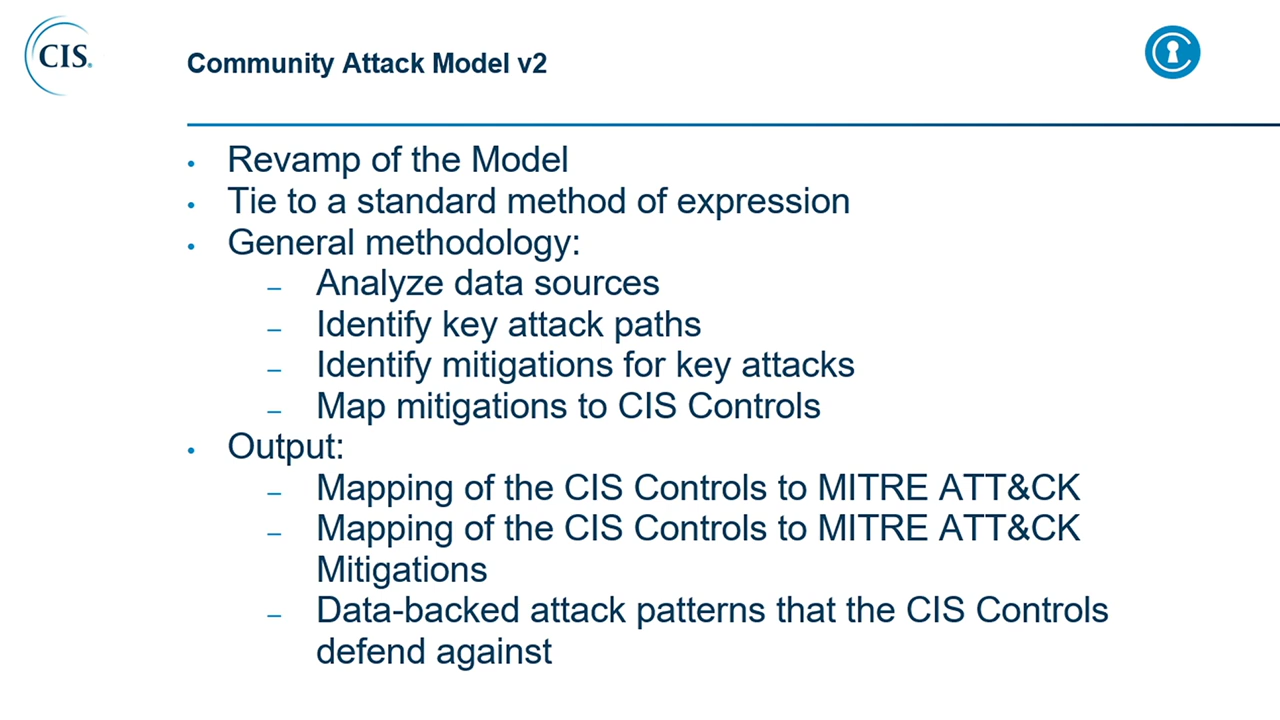 CIS.
Community Attack Model v2
• Revamp of the Model
• Tie to a standard method of expression
• General methodology:
– Analyze data sources
– Identify key attack paths
– Identify mitigations for key attacks
– Map mitigations to CIS Controls
• Output:
– Mapping of the CIS Controls to MITRE ATT&CK
– Mapping of the CIS Controls to MITRE ATT&CK
Mitigations
– Data-backed attack patterns that the CIS Controls
defend against